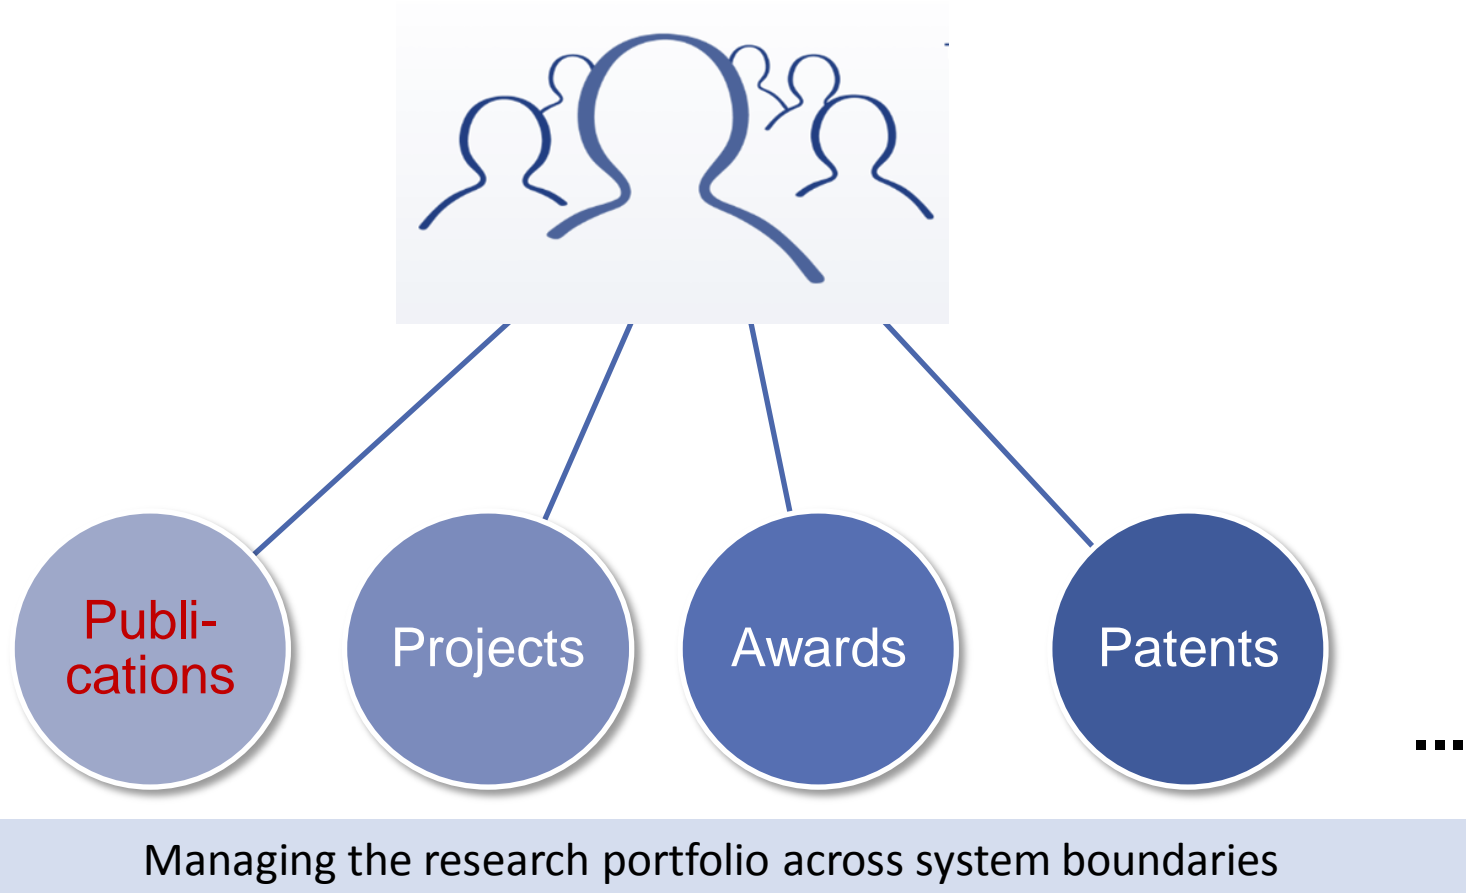 Publi-
cations
Projects
Awards
Patents
...
Managing the research portfolio across system boundaries